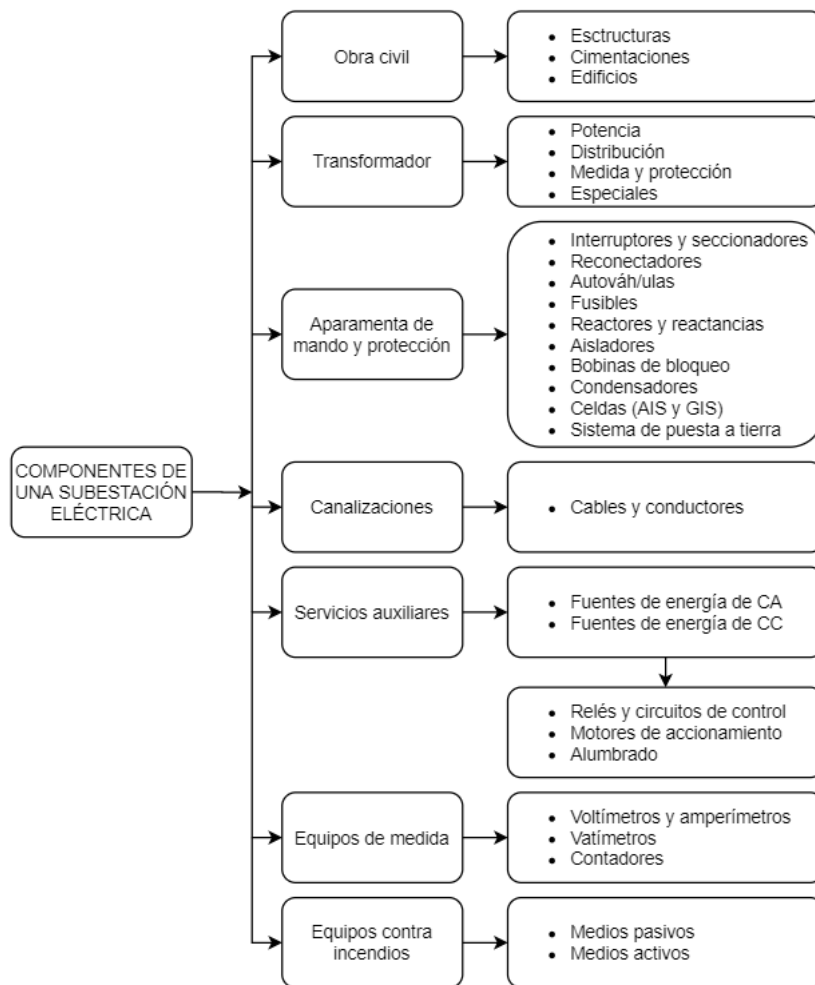 Obra civil
• Esctructuras
• Cimentaciones
• Edificios
Transformador
• Potencia
• Distribución
• Medida y protección
• Especiales
Aparamenta de
mando y protección
• Interruptores y seccionadores
• Reconectadores
• Autováh/ulas
• Fusibles
• Reactores y reactancias
• Aisladores
• Bobinas de bloqueo
• Condensadores
• Celdas (AIS y GIS)
• Sistema de puesta a tierra
COMPONENTES DE
UNA SUBESTACIÓN
ELÉCTRICA
Canalizaciones
• Cables y conductores
Servicios auxiliares
• Fuentes de energía de CA
• Fuentes de energía de CC
• Relés y circuitos de control
• Motores de accionamiento
• Alumbrado
Equipos de medida
• Voltímetros y amperímetros
• Vatímetros
• Contadores
Equipos contra
incendios
• Medios pasivos
• Medios activos